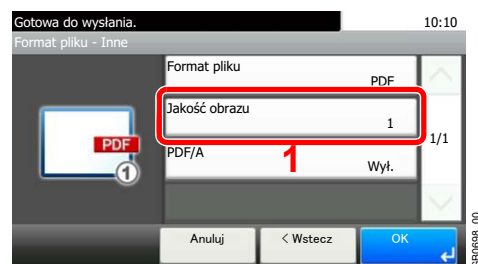 Gotowa do wysłania.
10:10
Format pliku - Inne
Format pliku
PDF
Jakość obrazu
1
1/1
PDF
1
PDF/A
1
Wył.
Anuluj
< Wstecz
OK